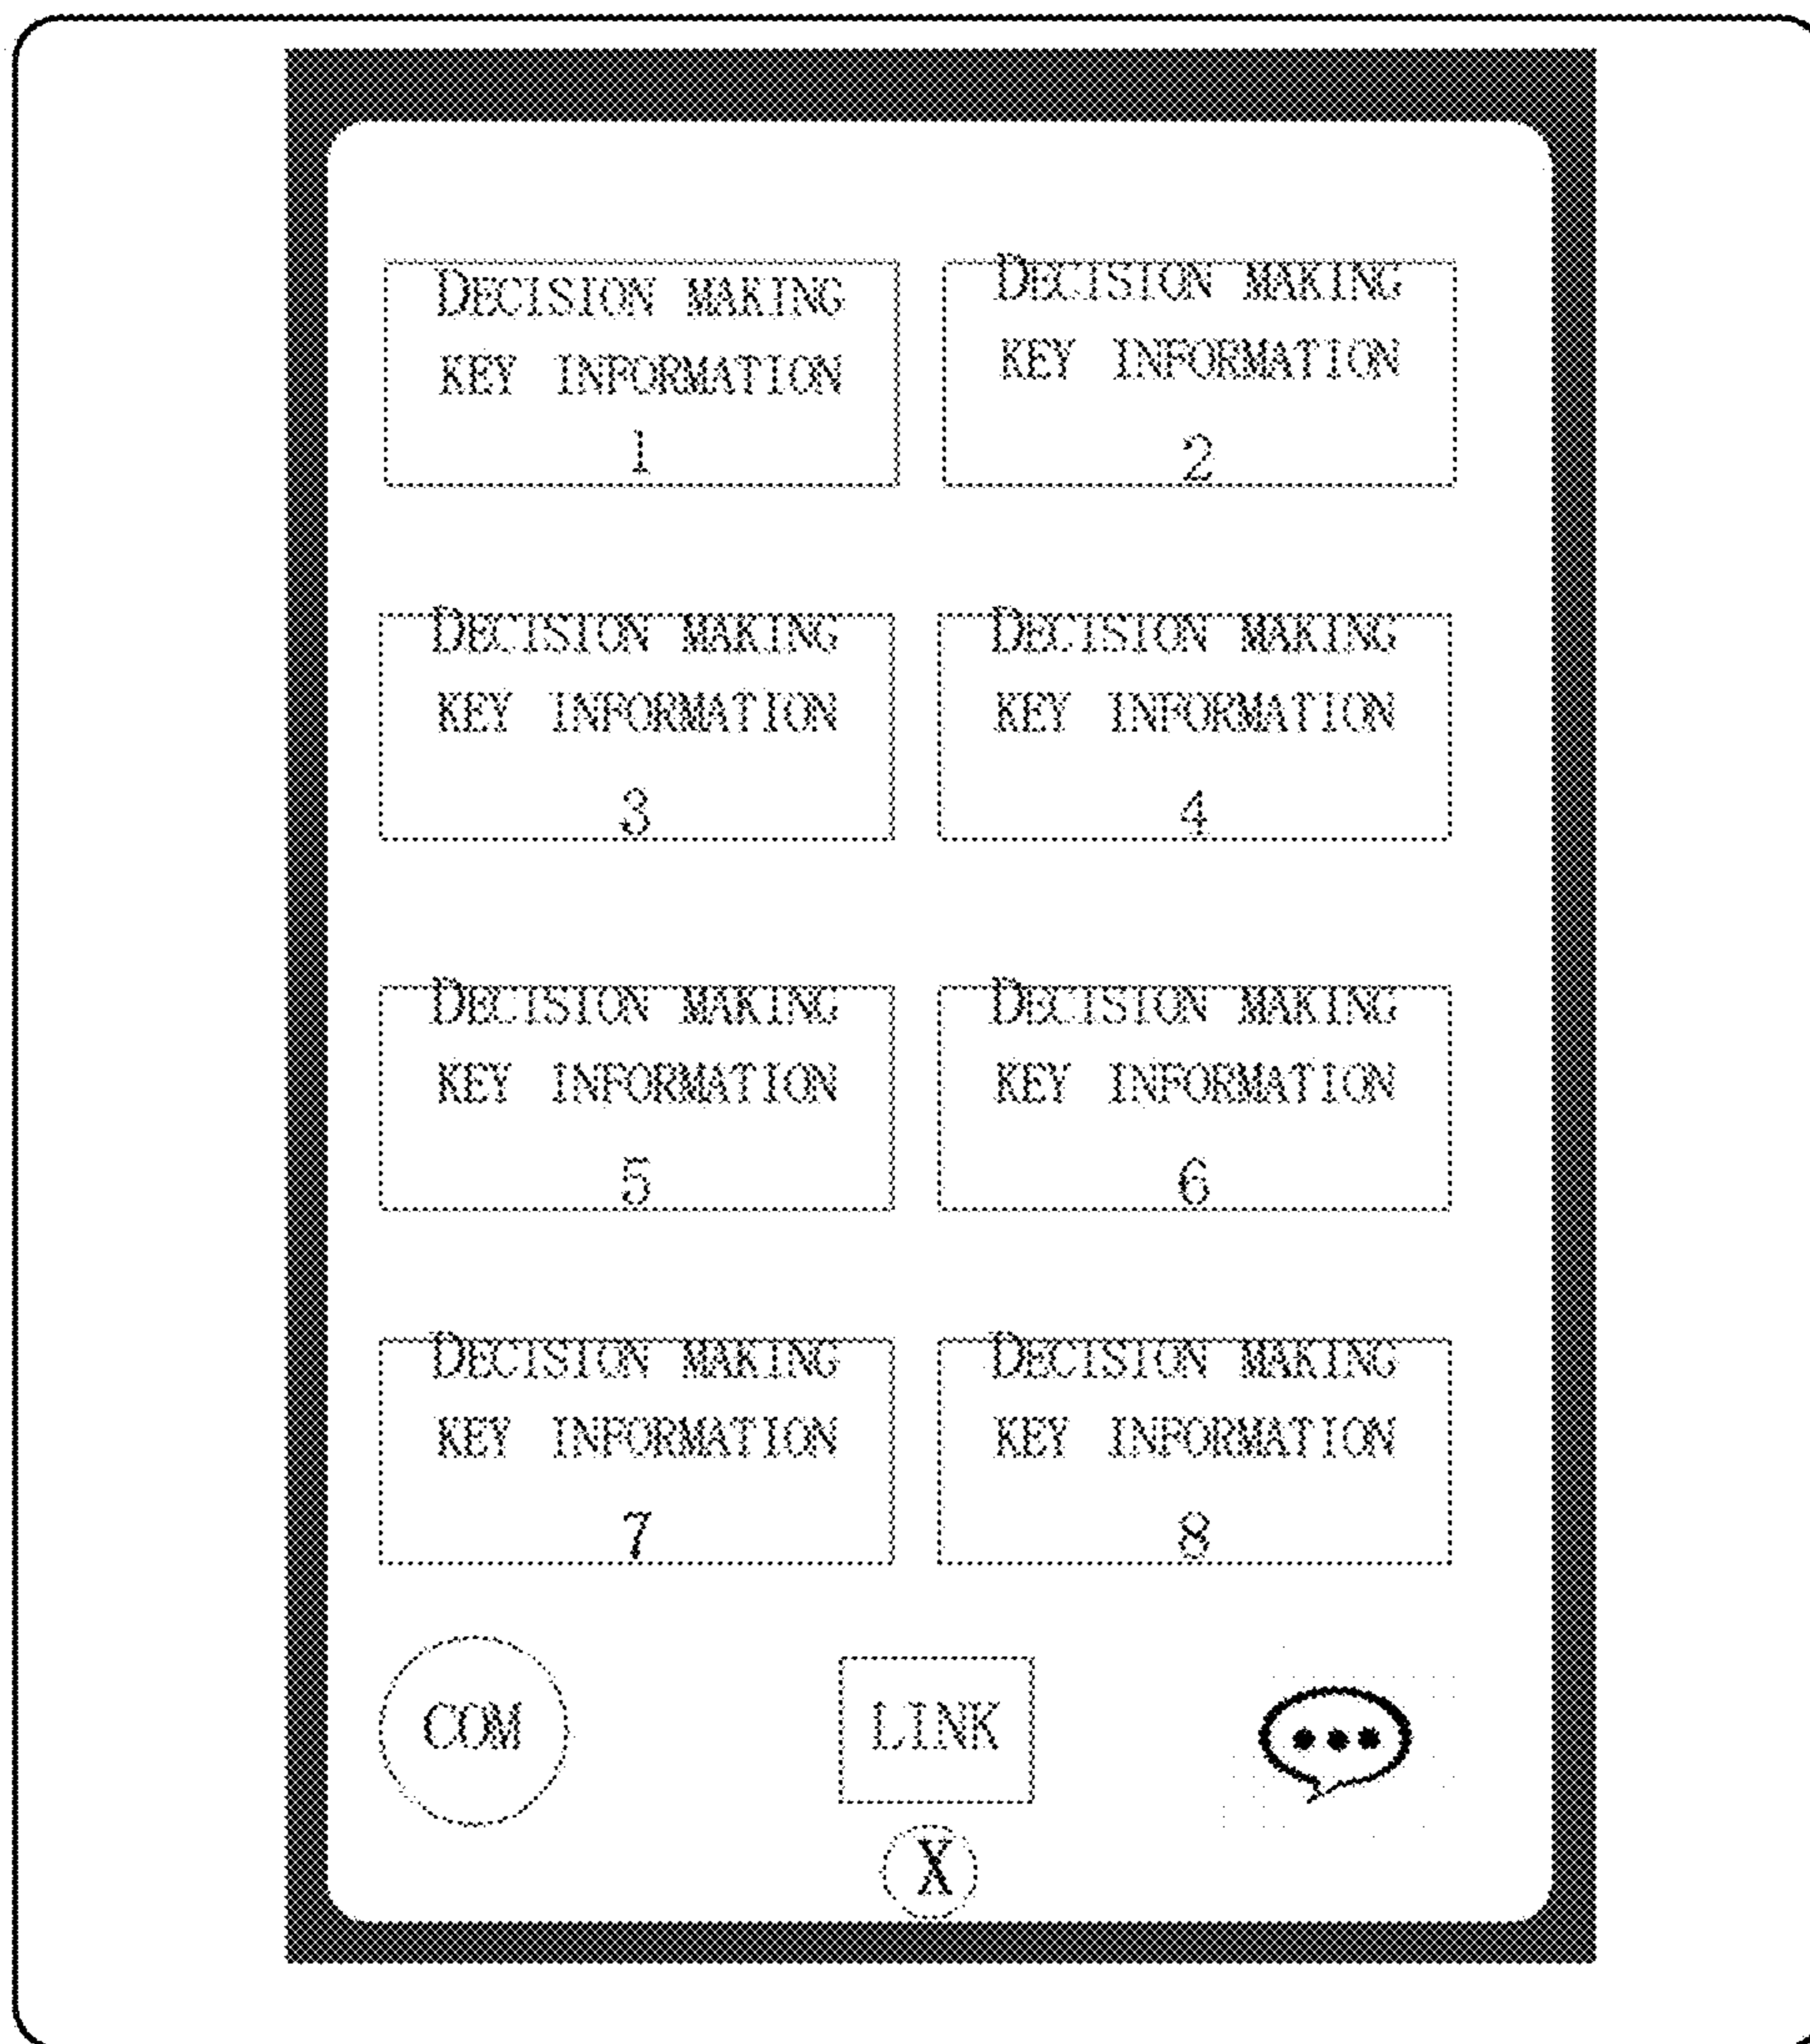 DECISION MAKING
KEY INFORMATION
1
DECISION MAKING
KEY INFORMATION
2
DECISION MAKING
KEY INFORMATION
3
DECISION MAKING
KEY INFORMATION
4
DECISION MAKING
KEY INFORMATION
5
DECISION MAKING
KEY INFORMATION
6
DECISION MAKING
KEY INFORMATION
7
DECISION MAKING
KEY INFORMATION
8
COM
LINK
X